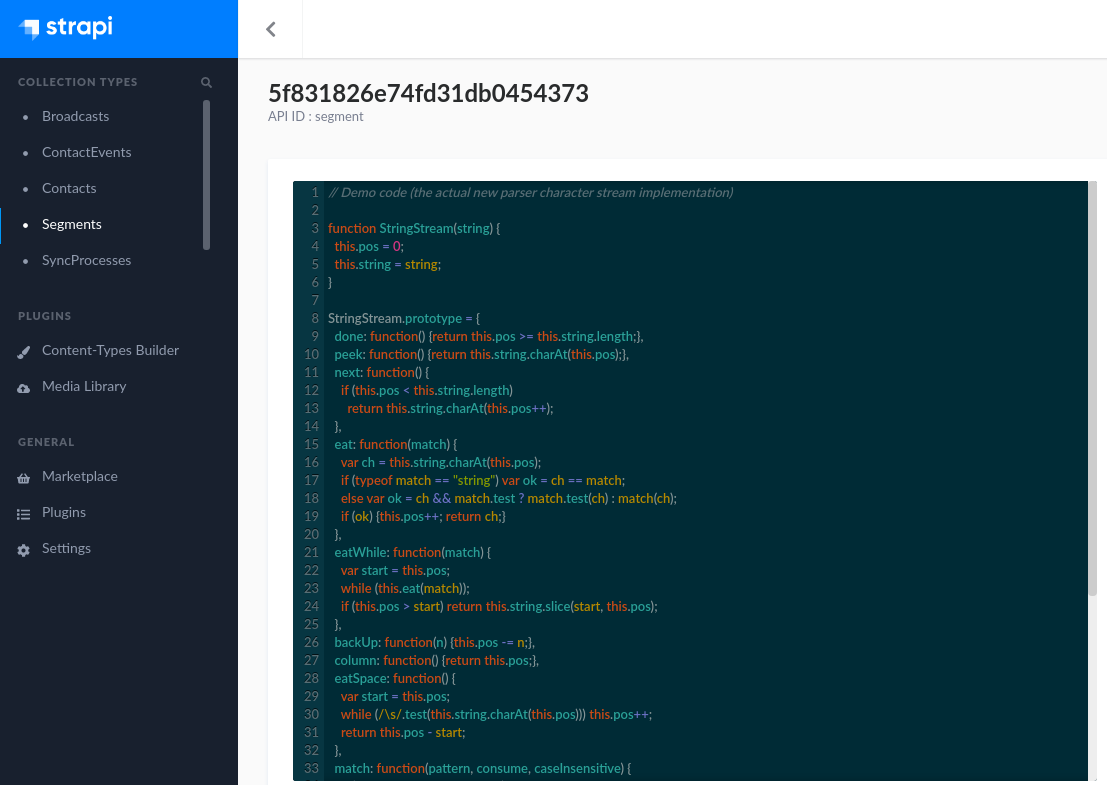 strapi
COLLECTION TYPES
Broadcasts
ContactEvents
Contacts
Segments
SyncProcesses
PLUGINS
Content-Types Builder
Media Library
GENERAL
Marketplace
Plugins
Settings
5f831826e74fd31db0454373
API ID : segment
1 // Demo code (the actual new parser character stream implementation)
2
3 function StringStream(string) {
4   this.pos = 0;
5   this.string = string;
6 }
7
8 StringStream.prototype = {
9   done: function() {return this.pos >= this.string.length;},
10   peek: function() {return this.string.charAt(this.pos);},
11   next: function() {
12     if (this.pos < this.string.length)
13       return this.string.charAt(this.pos++);
14   },
15   eat: function(match) {
16     var ch = this.string.charAt(this.pos);
17     if (typeof match == "string") var ok = ch == match;
18     else var ok = ch && match.test ? match.test(ch) : match(ch);
19     if (ok) {this.pos++; return ch;}
20   },
21   eatWhile: function(match) {
22     var start = this.pos;
23     while (this.eat(match));
24     if (this.pos > start) return this.string.slice(start, this.pos);
25   },
26   backUp: function(n) {this.pos -= n;},
27   column: function() {return this.pos;},
28   eatSpace: function() {
29     var start = this.pos;
30     while (/\s/.test(this.string.charAt(this.pos))) this.pos++;
31     return this.pos - start;
32   },
33   match: function(pattern, consume, caseInsensitive) {